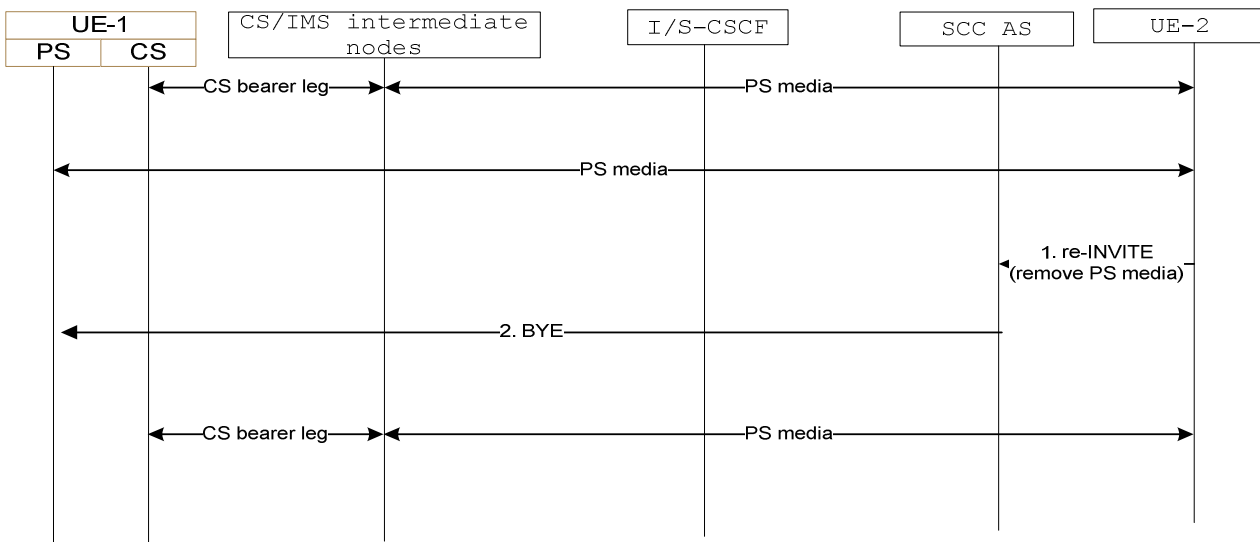 UE-1
PS CS
CS/IMS intermediate
nodes
I/S-CSCF
SCC AS
UE-2
CS bearer leg
PS media
PS media
1. re-INVITE
(remove PS media)
2. BYE
CS bearer leg
PS media